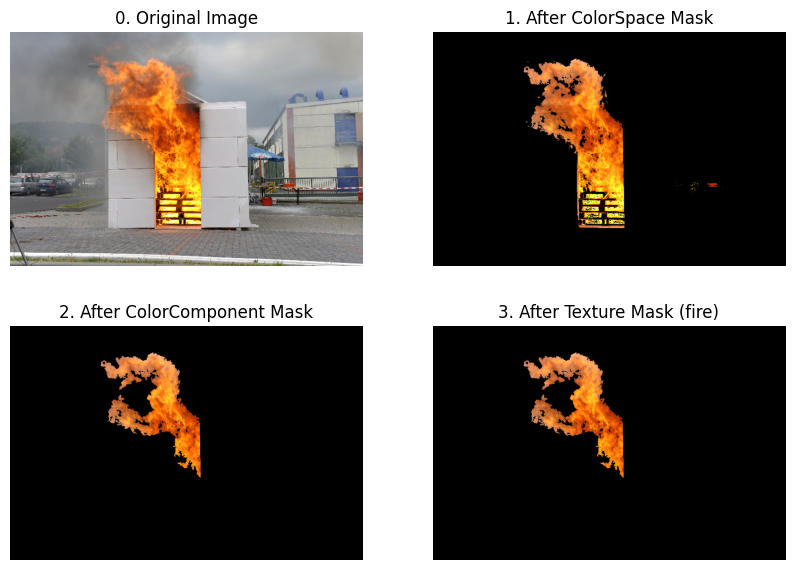 0. Original Image
1. After ColorSpace Mask
2. After ColorComponent Mask
3. After Texture Mask (fire)